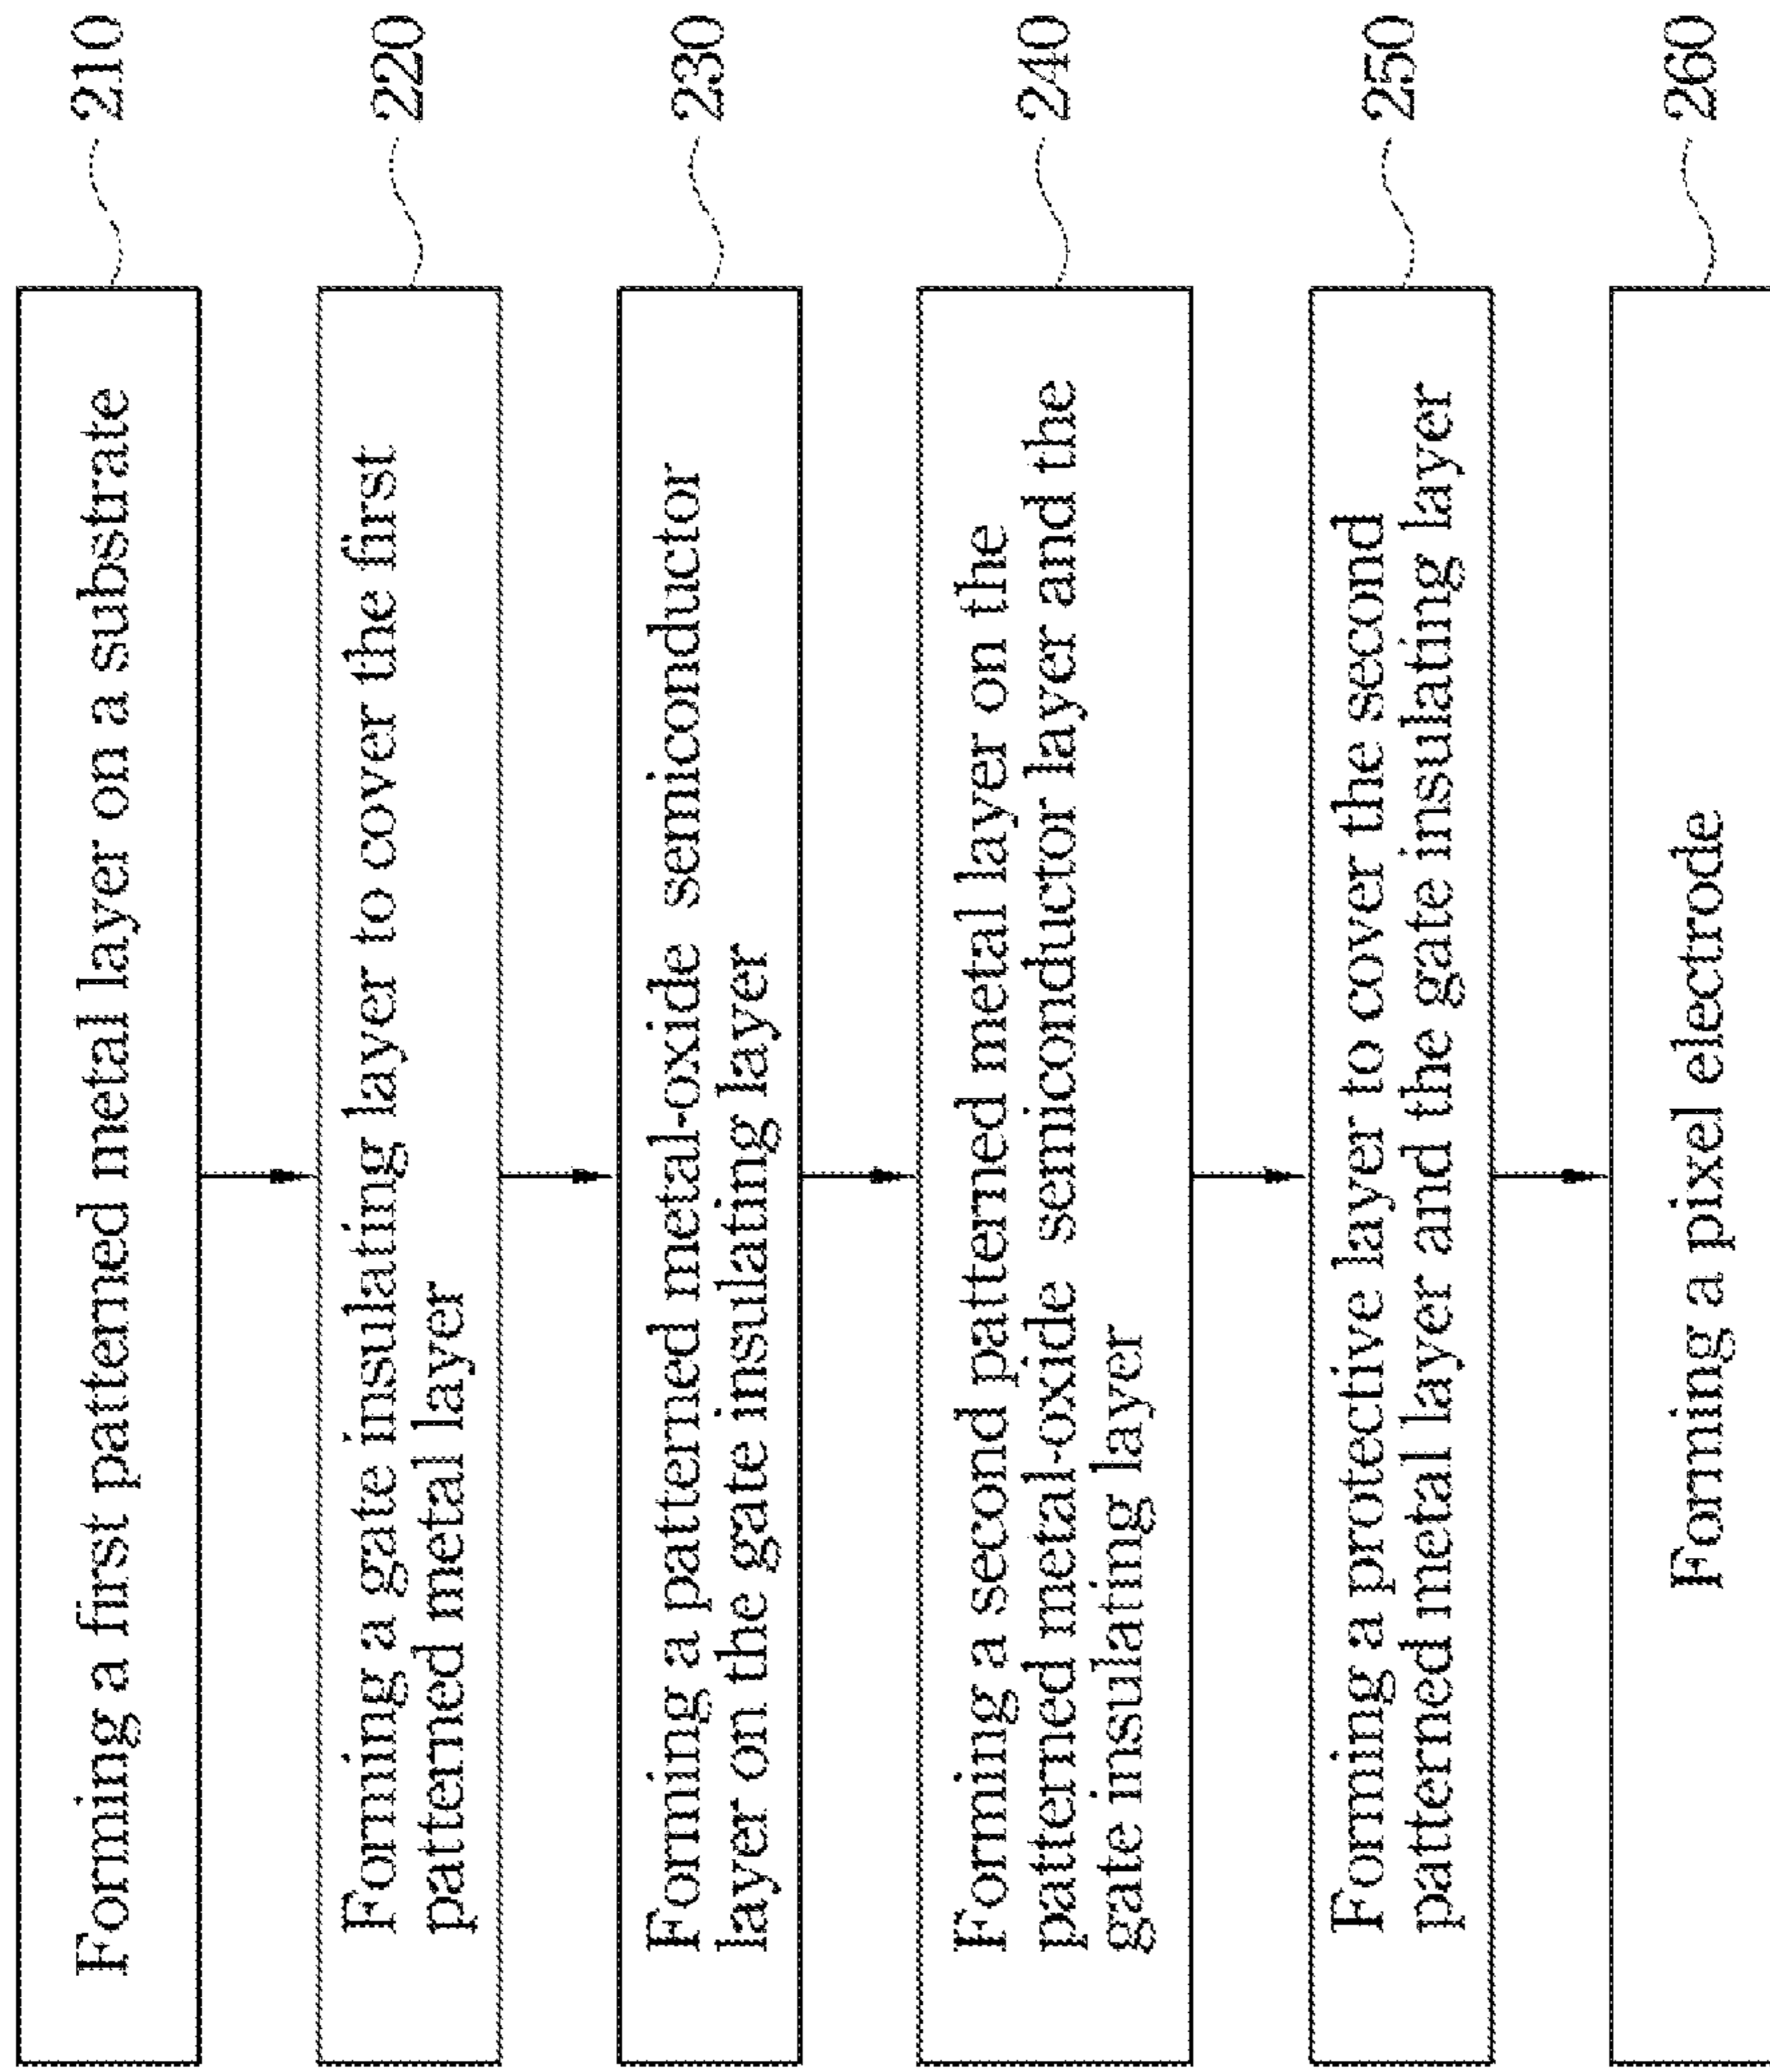 Forming a first patterned metal layer on a substrate
210
Forming a gate insulating layer to cover the first
patterned metal layer
220
Forming a patterned metal-oxide semiconductor
layer on the gate insulating layer
230
Forming a second patterned metal layer on the
patterned metal-oxide semiconductor layer and the
gate insulating layer
240
Forming a protective layer to cover the second
patterned metal layer and the gate insulating layer
250
Forming a pixel electrode
260